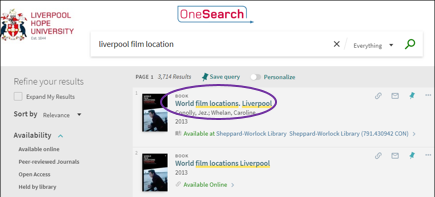 LIVERPOOL
HOPE
UNIVERSITY
Est. 1844
OneSearch
liverpool film location
Everything
Refine your results
Expand My Results
Sort by Relevance
Availability
Available online
Peer-reviewed Journals
Open Access
Held by library
PAGE 1 3,714 Results Save query Personalize
1
BOOK
World film locations. Liverpool
Conolly, Jez.; Whelan, Caroline
2013
Available at Sheppard-Worlock Library Sheppard-Worlock Library (791.430942 CON)
2
BOOK
World film locations Liverpool
2013
Available Online